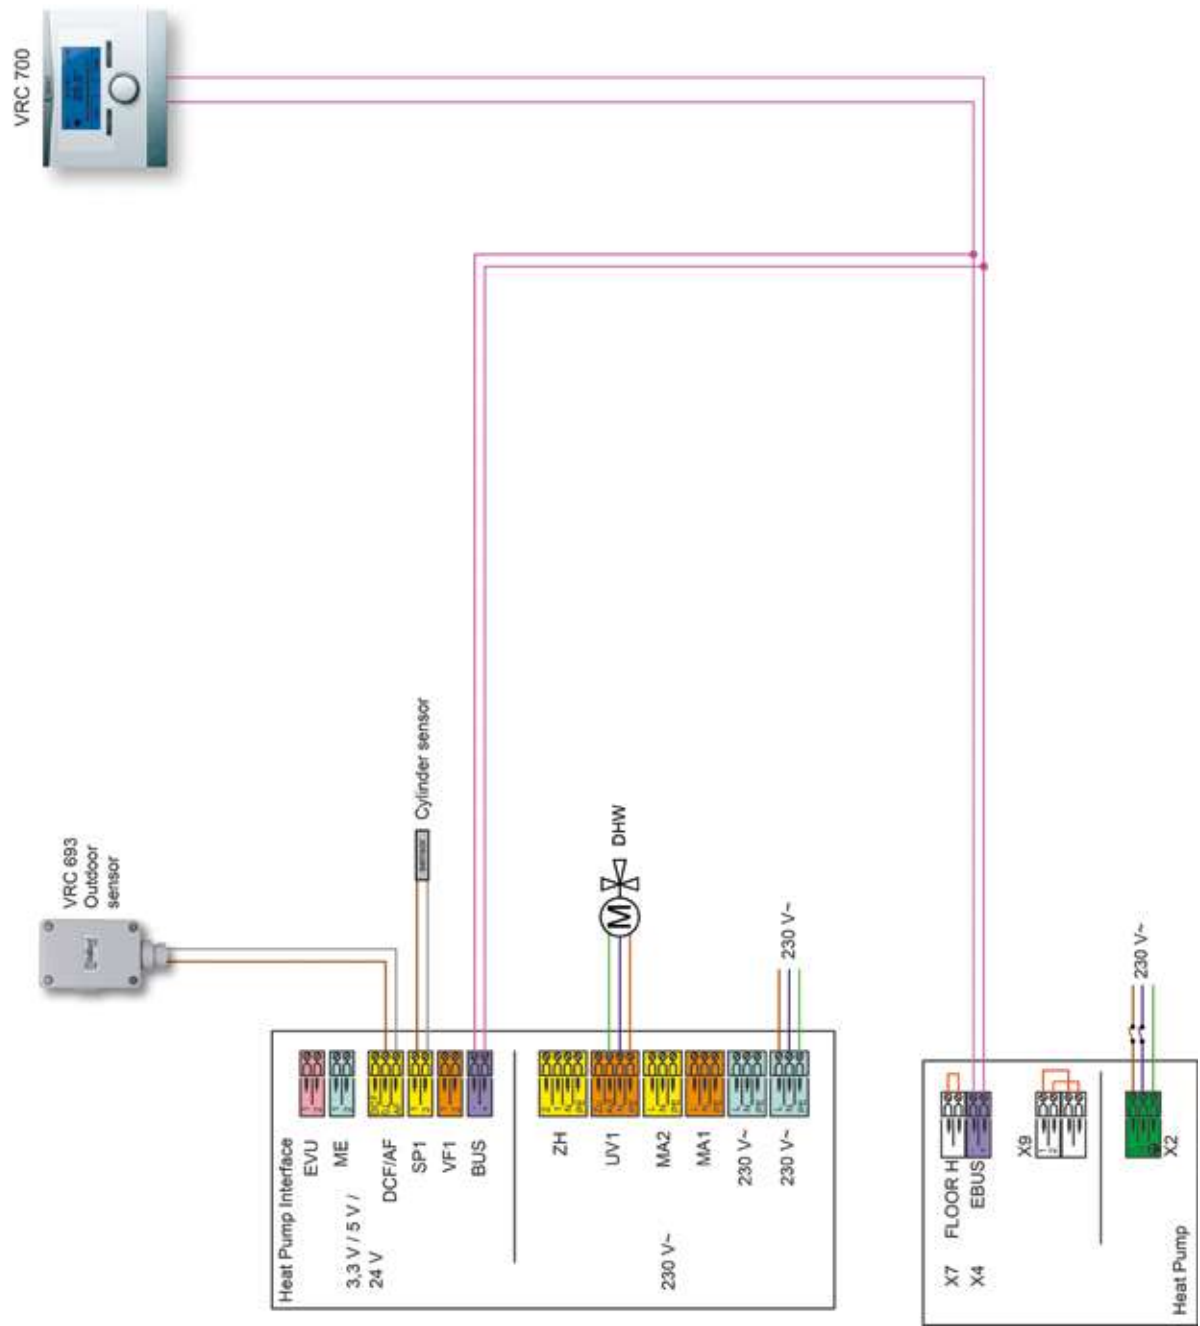 VRC 700
VRC 693
Outdoor
sensor
sensor
Cylinder sensor
M
DHW
230 V~
230 V~
Heat Pump Interface
EVU
ME
3,3 V / 5 V /
24 V
DCF/AF
SP1
VF1
BUS
ZH
UV1
MA2
MA1
230 V~
230 V~
230 V~
X7 FLOOR H
X4 EBUS
X9
X2
Heat Pump